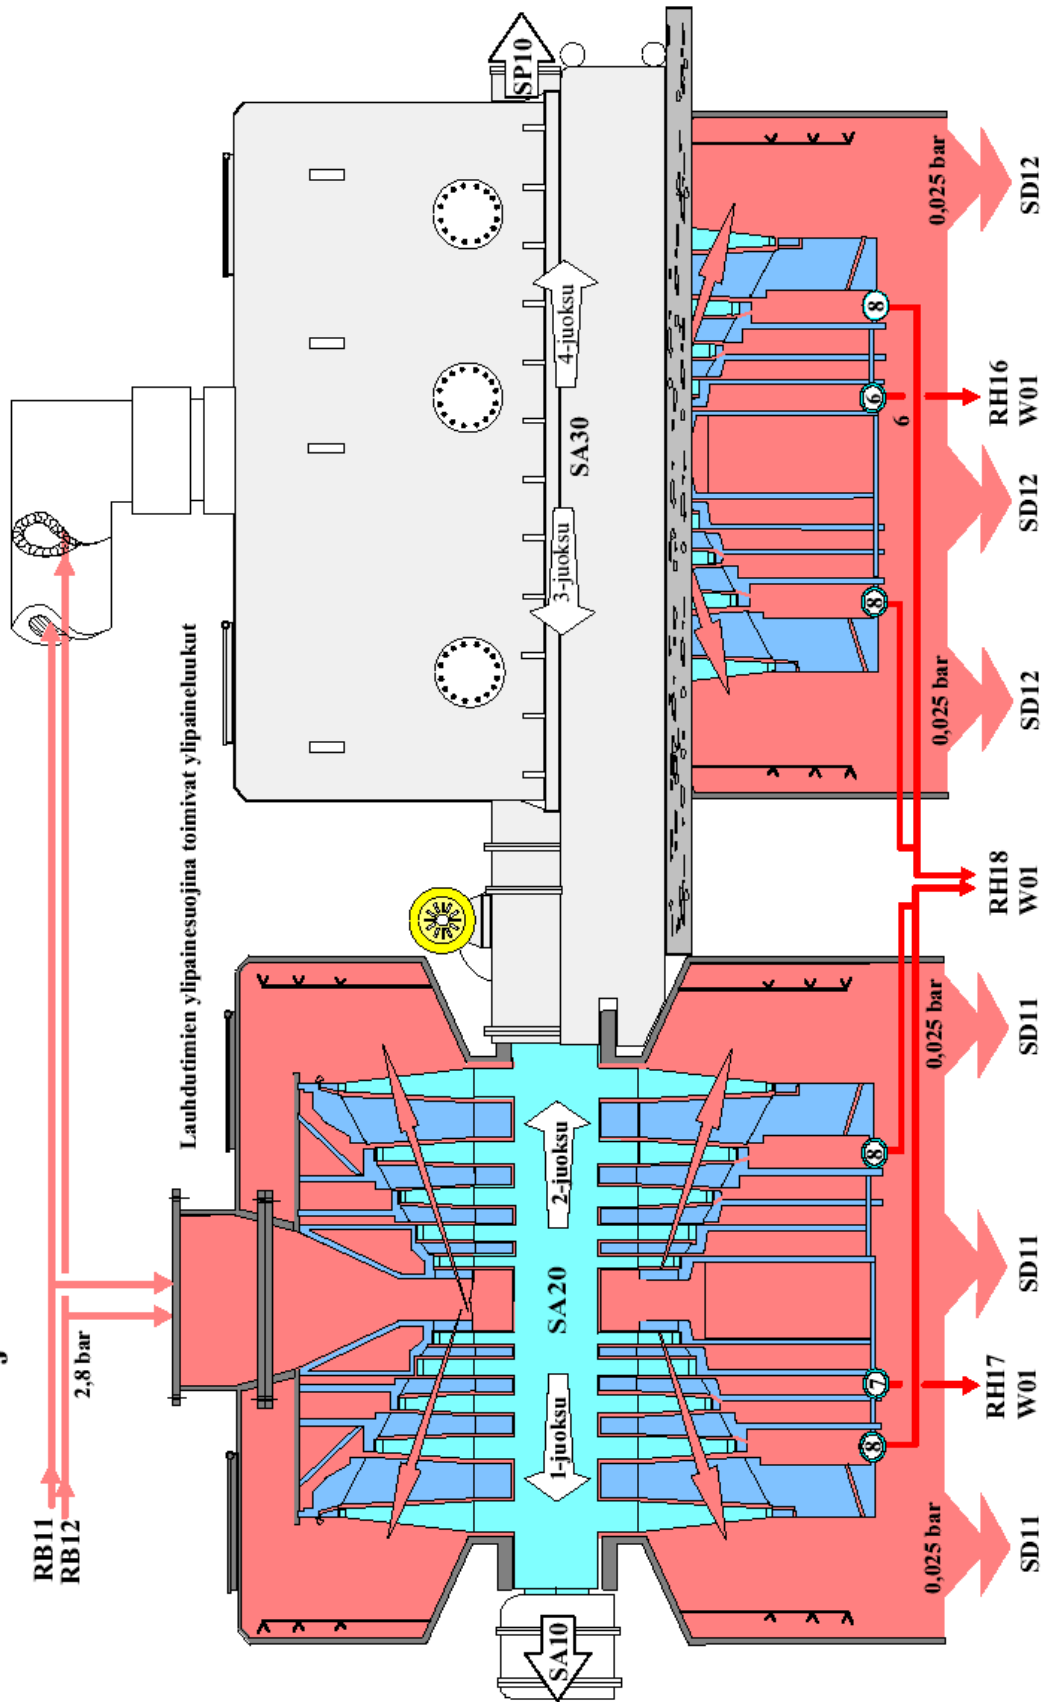 RB11
RB12
2,8 bar
Lauhdutimien ylipainesuojina toimivat ylipaineluukut
SA10
1-juoksu
SA20
2-juoksu
3-juoksu
SA30
4-juoksu
SP10
8
7
8
8
6
8
6
0,025 bar
0,025 bar
0,025 bar
0,025 bar
SD11
RH17
W01
SD11
SD11
RH18
W01
SD12
SD12
RH16
W01
SD12